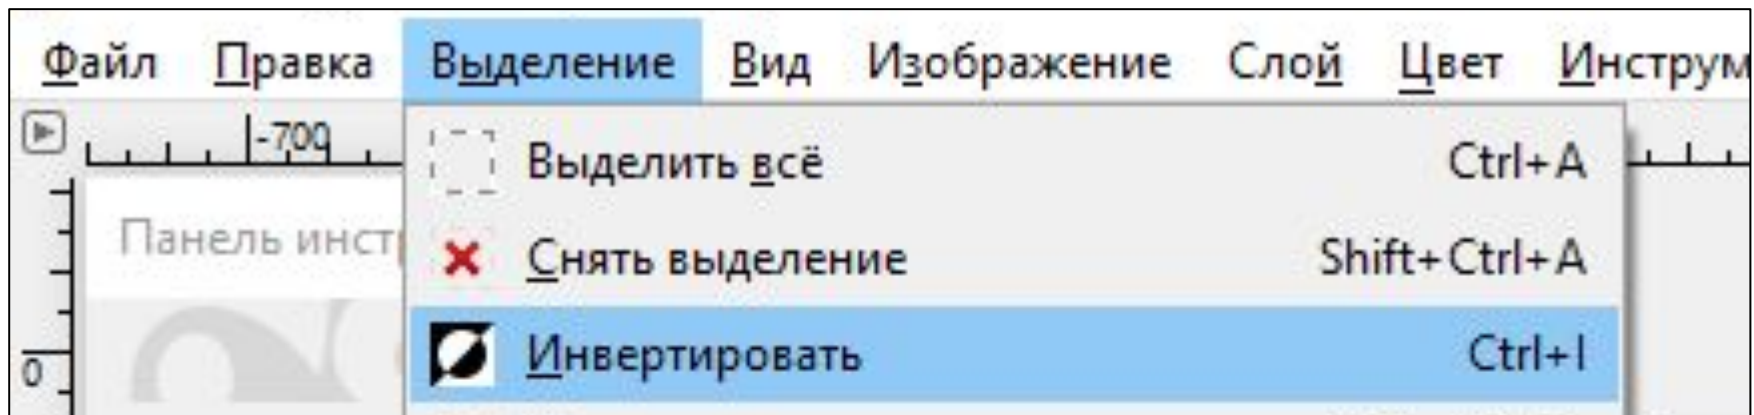 Файл Правка Выделение Вид Изображение Слой Цвет Инструм
-700
Выделить всё Ctrl+A
Панель инст
Снять выделение Shift+Ctrl+A
Инвертировать Ctrl+I
0